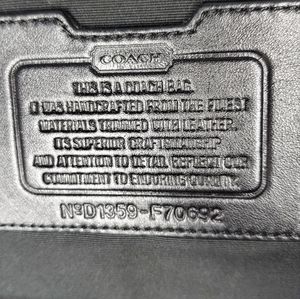 COACH
THIS IS A COACH BAG.
IT WAS HANDCRAFTED FROM THE FINEST
MATERIALS TRIMMED WITH LEATHER.
ITS SUPERIOR CRAFTSMANSHIP
AND ATTENTION TO DETAIL REFLECT OUR
COMMITMENT TO ENDURING QUALITY.
NºD1359-F70692